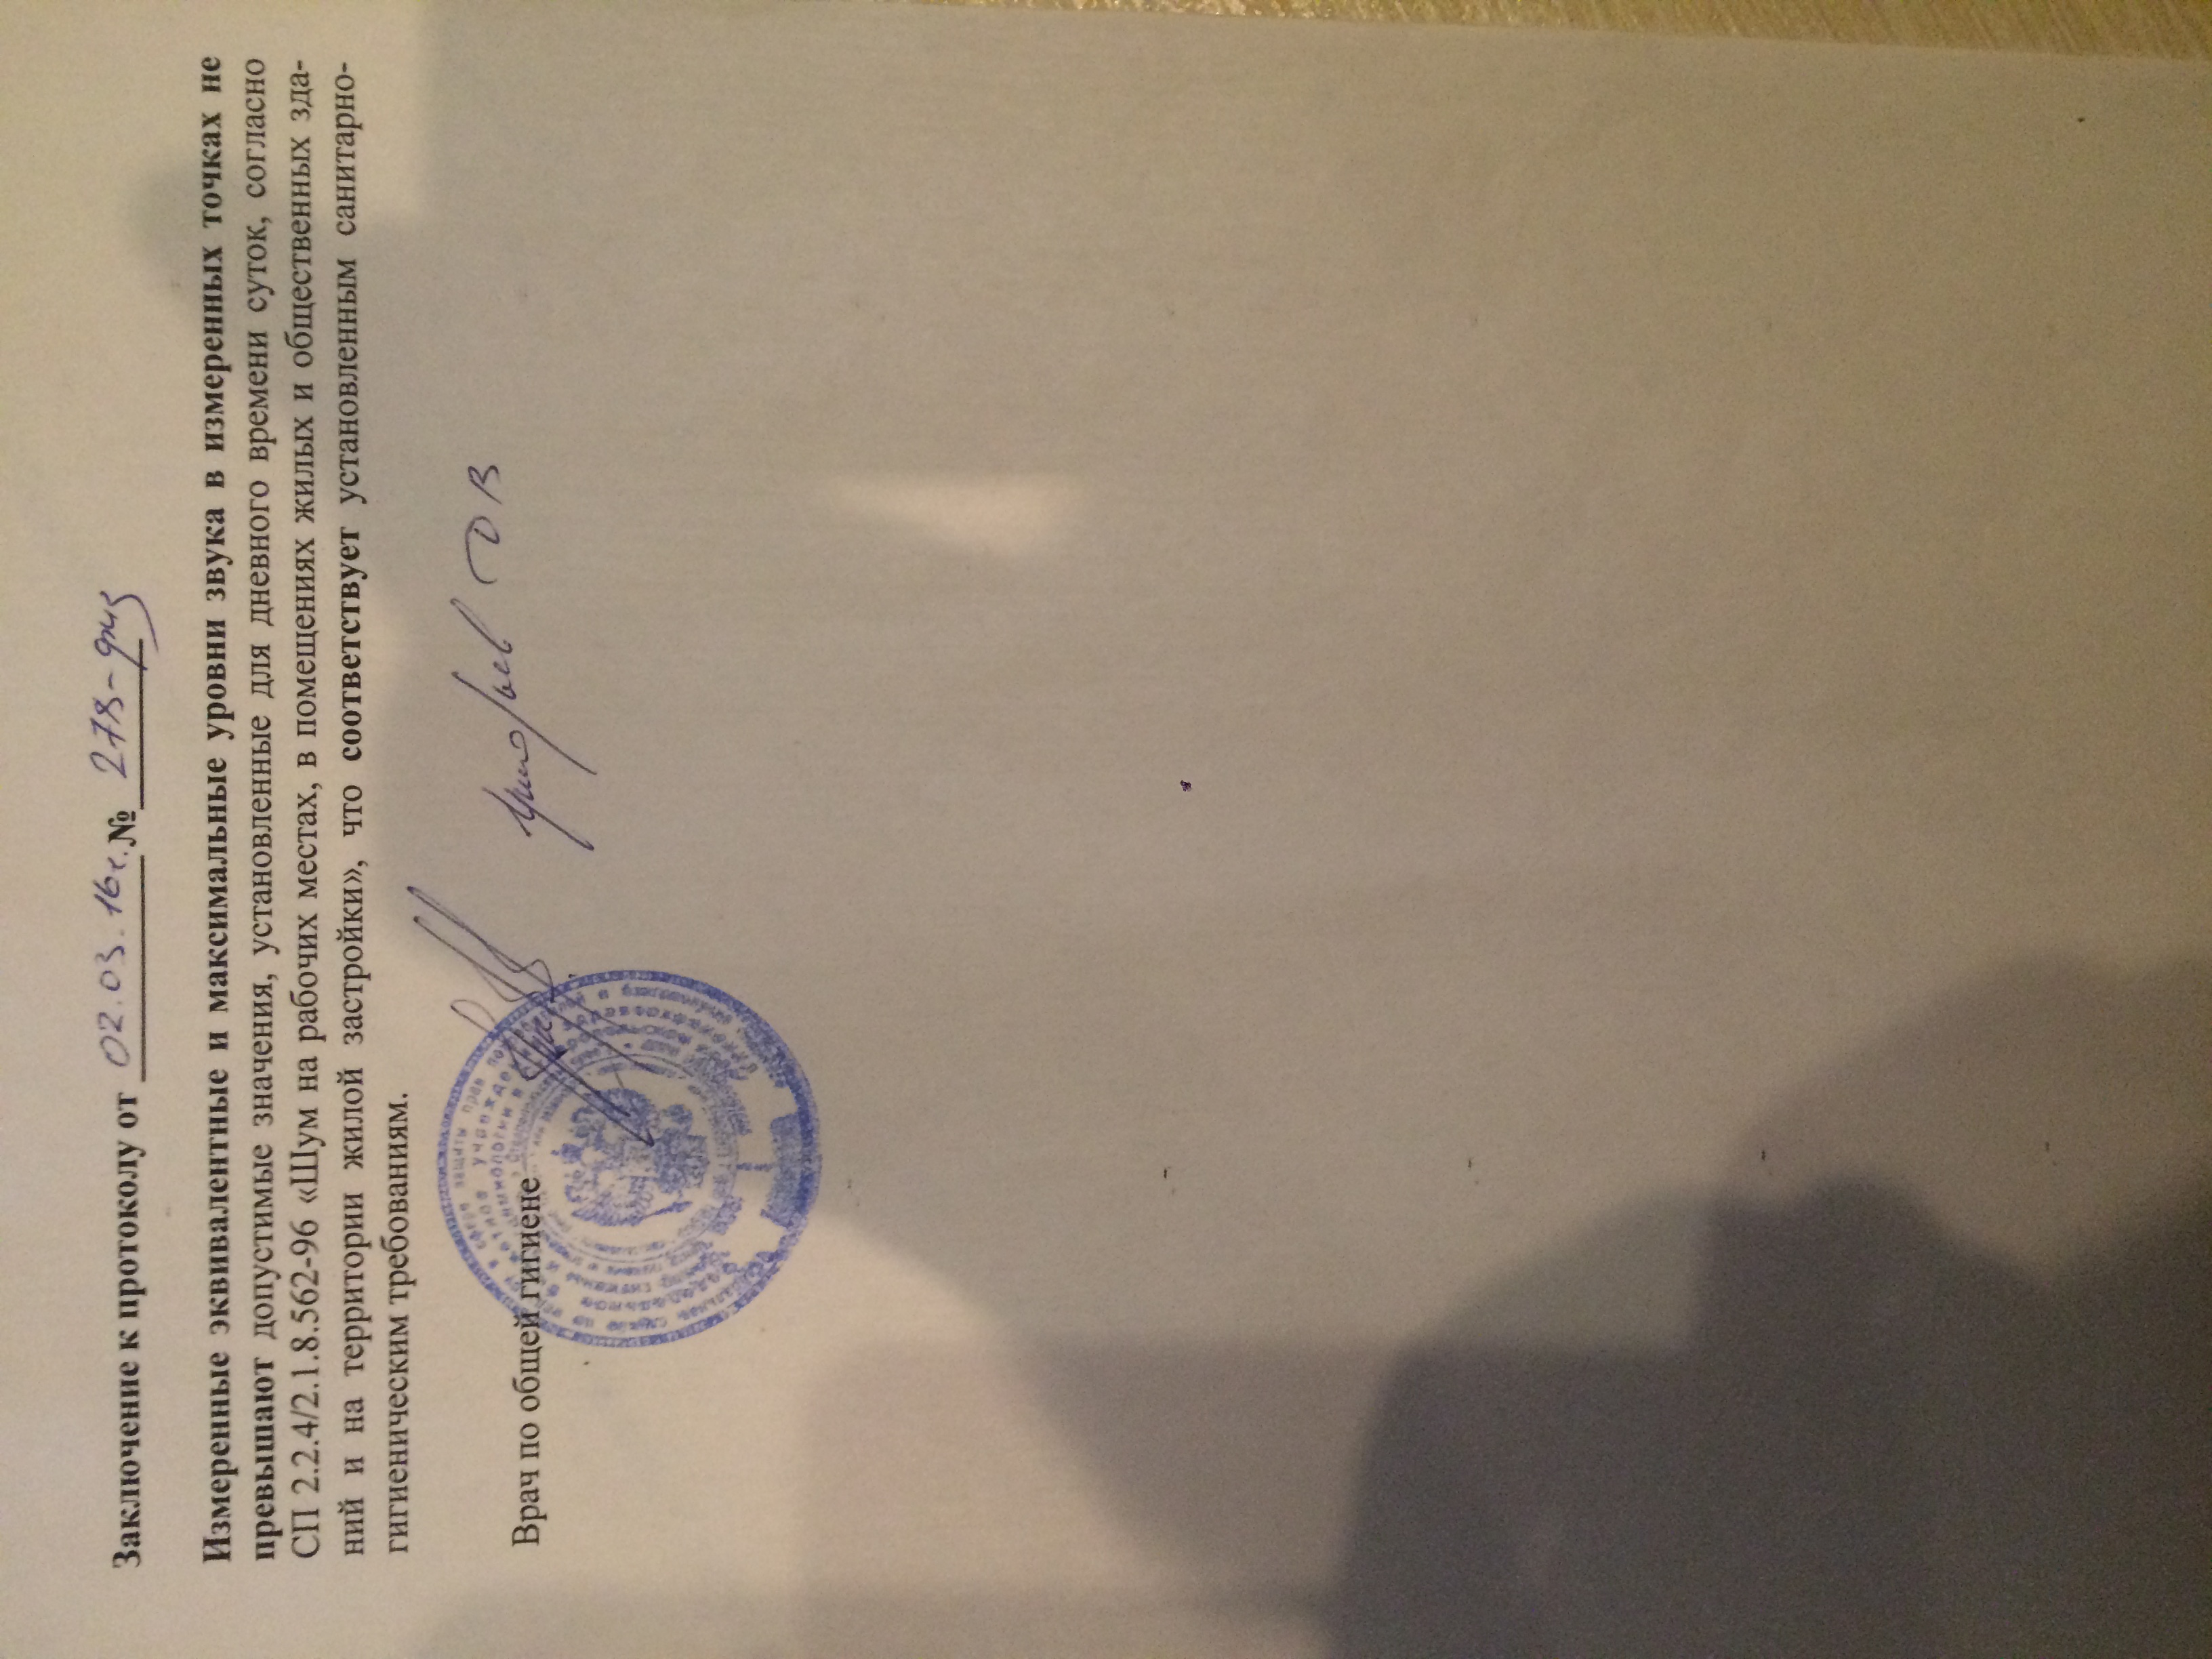 Заключение к протоколу от 02.03.16г. № 278-
Измеренные эквивалентные и максимальные уровни звука в измеренных точках не
превышают допустимые значения, установленные для дневного времени суток, согласно
СП 2.2.4/2.1.8.562-96 «Шум на рабочих местах, в помещениях жилых и общественных зда-
ний и на территории жилой застройки», что соответствует установленным санитарно-
гигиеническим требованиям.
Врач по общей гигиене